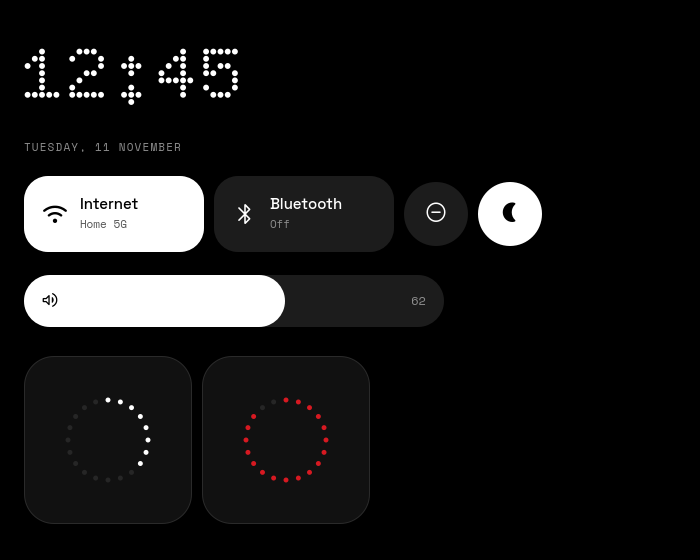 12:45
TUESDAY, 11 NOVEMBER
Internet
Home 5G
Bluetooth
Off
62